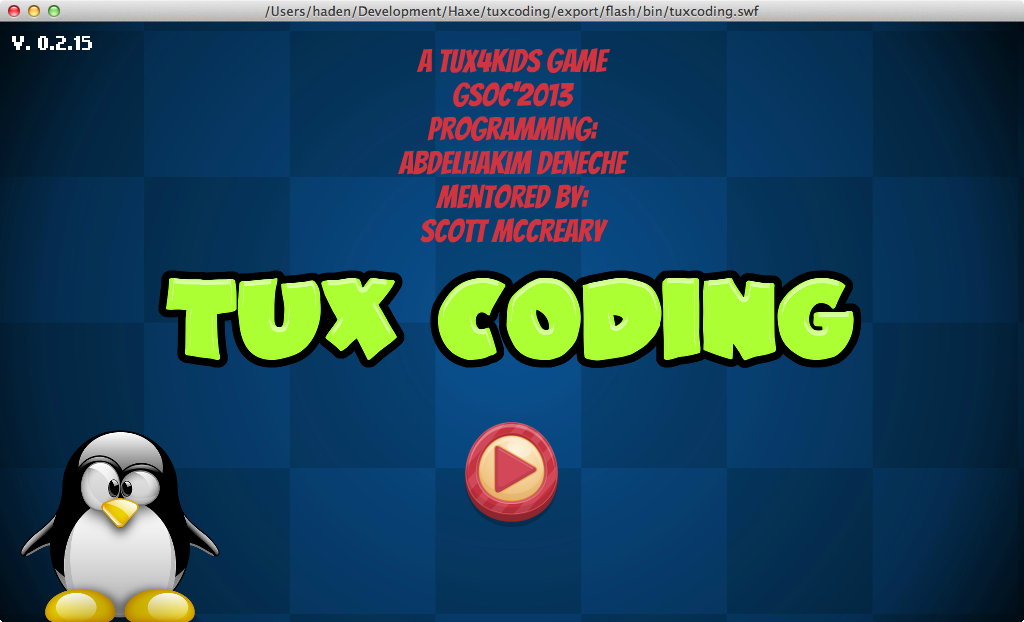 /Users/haden/Development/Haxe/tuxcoding/export/flash/bin/tuxcoding.swf
V. 0.2.15
A TUX4KIDS GAME
GSOC'2013
PROGRAMMING:
ABDELHAKIM DENECHE
MENTORED BY:
SCOTT MCCREARY
TUX CODING